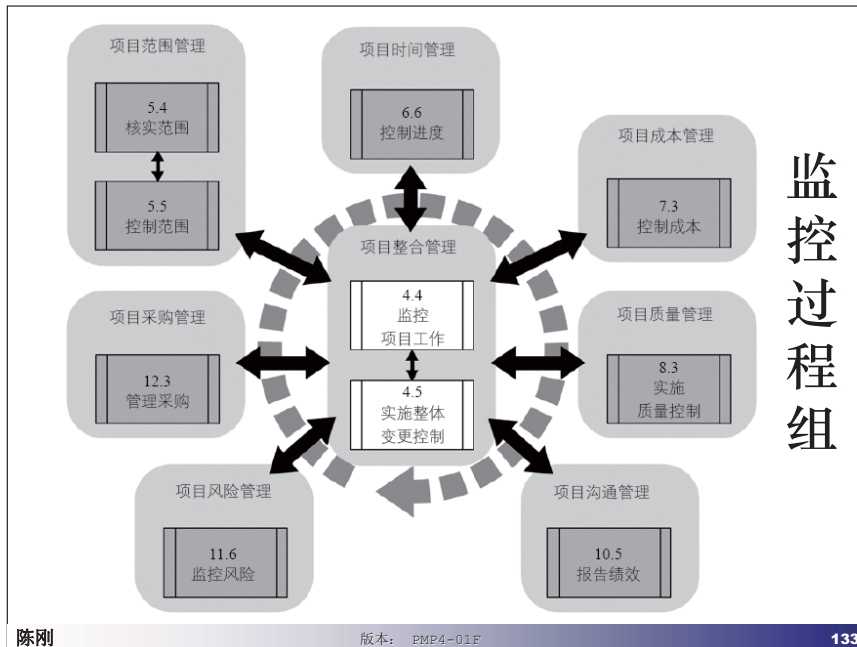 项目范围管理
5.4
核实范围
5.5
控制范围
项目时间管理
6.6
控制进度
项目成本管理
7.3
控制成本
项目整合管理
4.4
监控
项目工作
4.5
实施整体
变更控制
项目采购管理
12.3
管理采购
项目质量管理
8.3
实施
质量控制
项目风险管理
11.6
监控风险
项目沟通管理
10.5
报告绩效
监控过程组
陈刚
版本： PMP4-01F
133